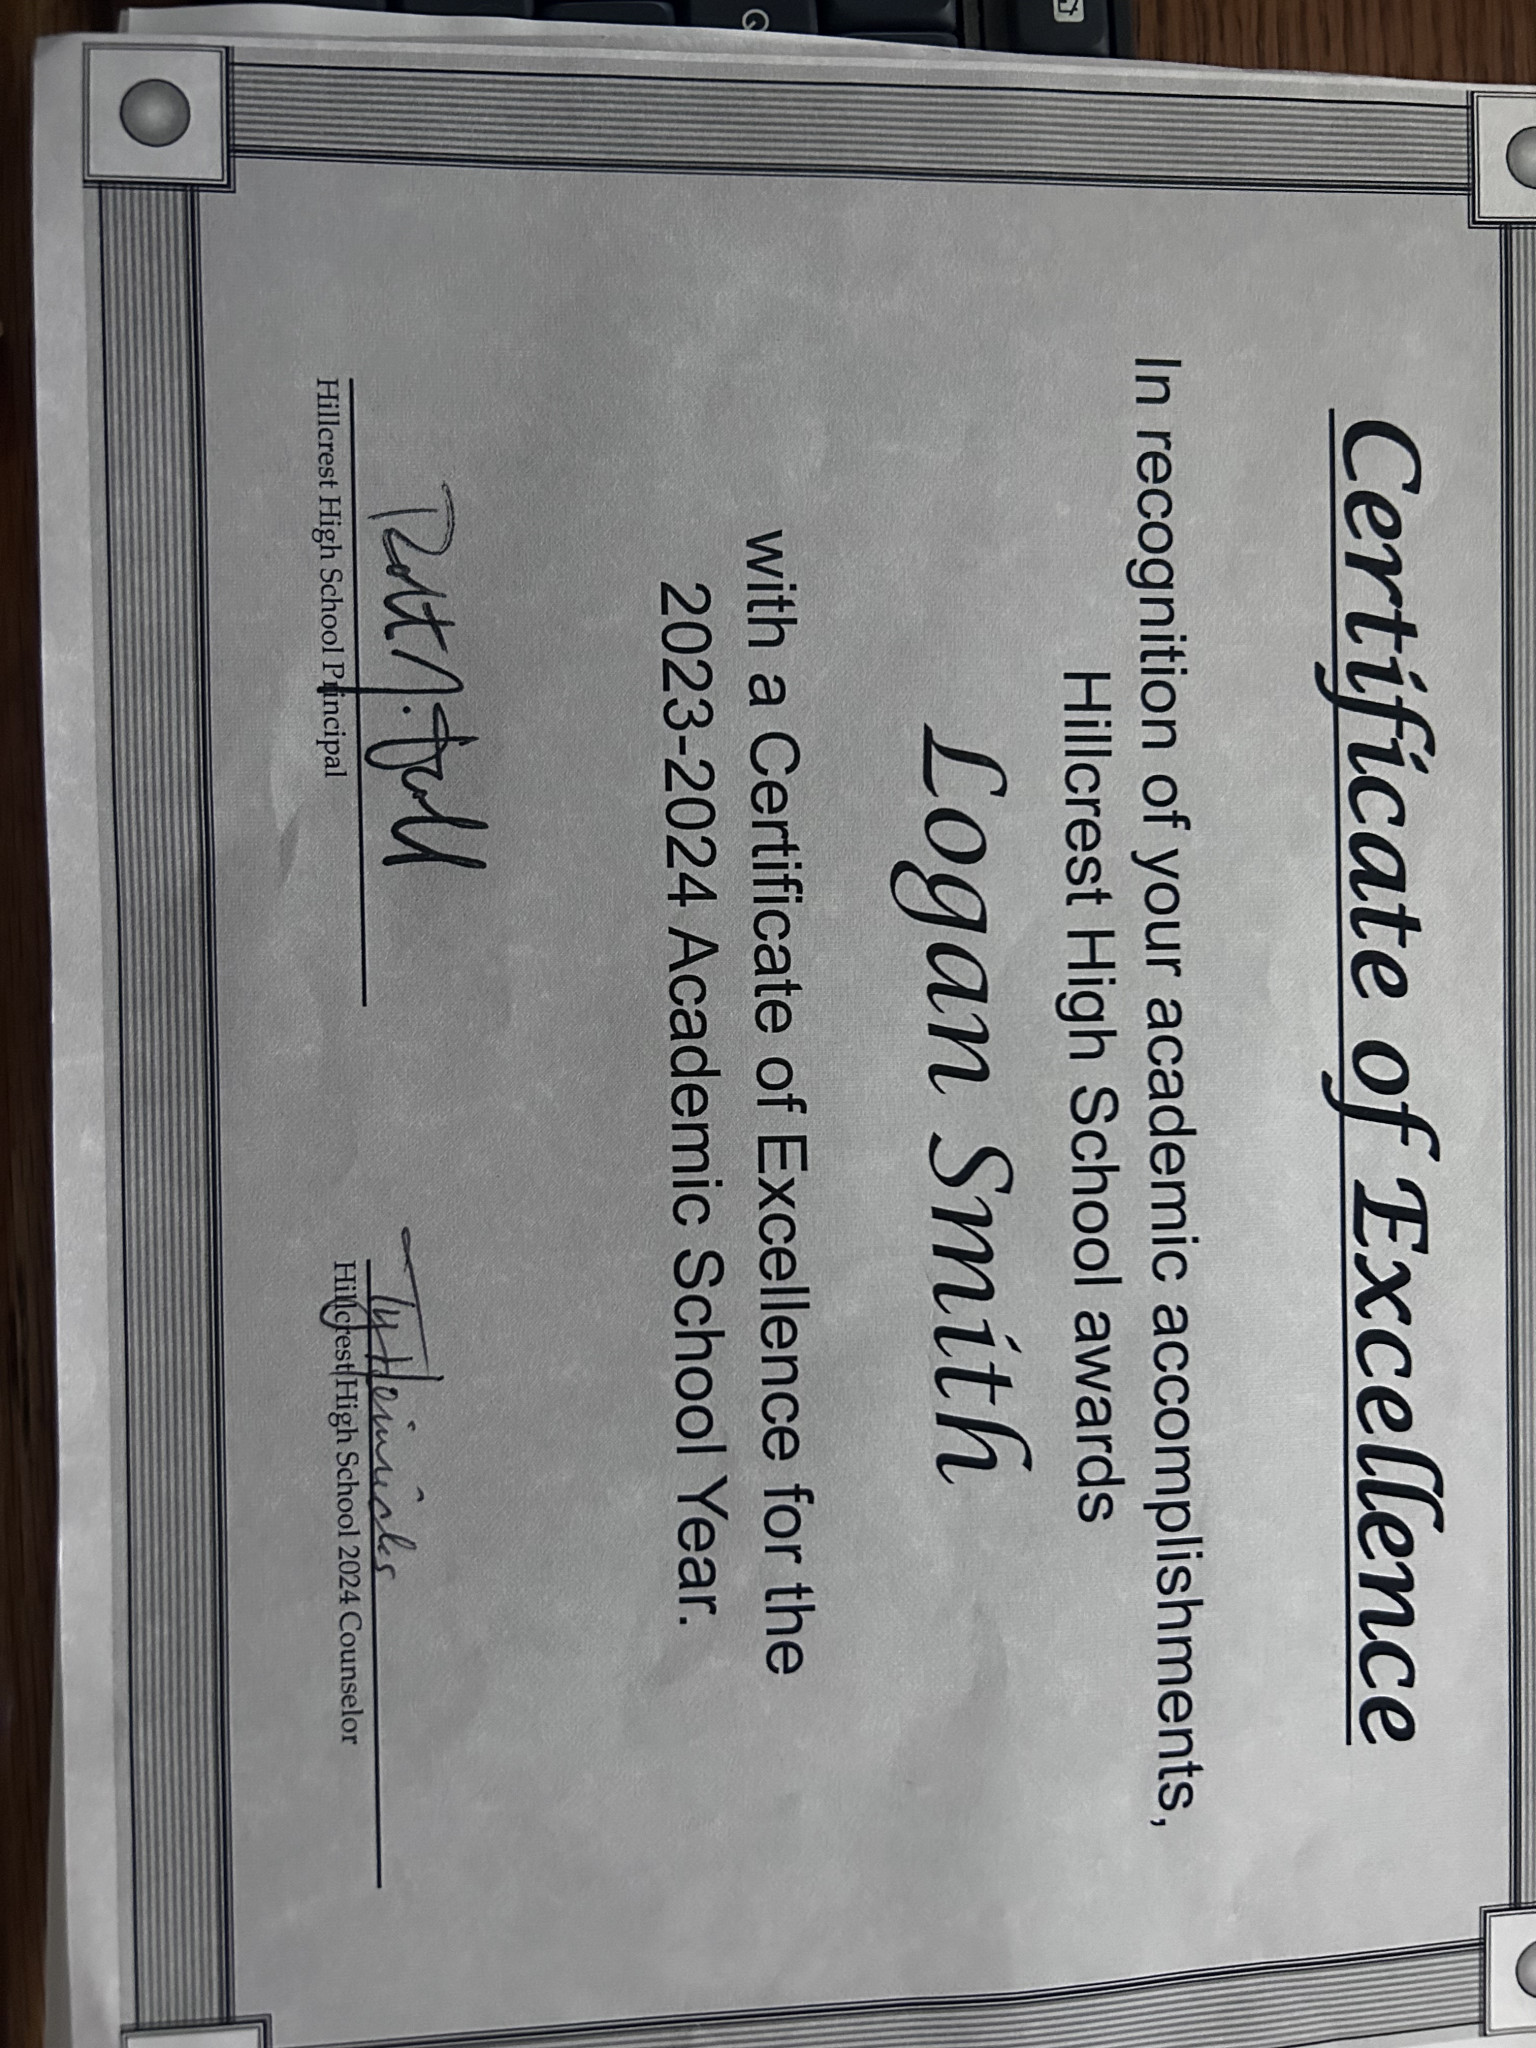 Certificate of Excellence
In recognition of your academic accomplishments,
Hillcrest High School awards
Logan Smith
with a Certificate of Excellence for the
2023-2024 Academic School Year.
Hillcrest High School Principal
Hillcrest High School 2024 Counselor